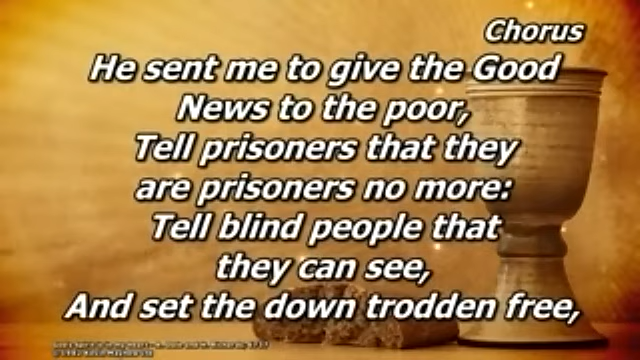 Chorus
He sent me to give the Good
News to the poor,
Tell prisoners that they
are prisoners no more:
Tell blind people that
they can see,
And set the down trodden free,